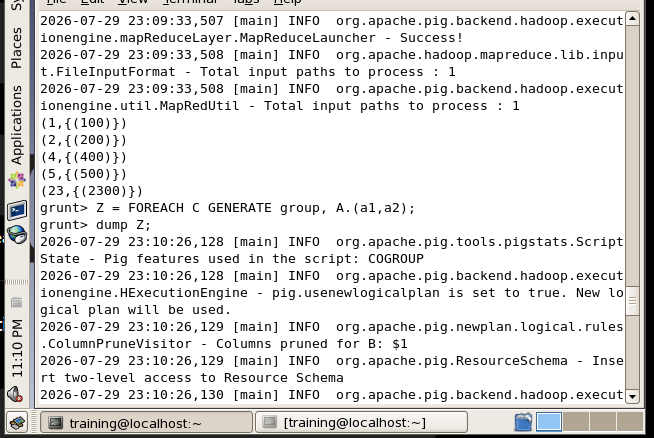 File Edit View Terminal Tabs Help
2026-07-29 23:09:33,507 [main] INFO  org.apache.pig.backend.hadoop.execut
ionengine.mapReduceLayer.MapReduceLauncher - Success!
2026-07-29 23:09:33,508 [main] INFO  org.apache.hadoop.mapreduce.lib.inpu
t.FileInputFormat - Total input paths to process : 1
2026-07-29 23:09:33,508 [main] INFO  org.apache.pig.backend.hadoop.execut
ionengine.util.MapRedUtil - Total input paths to process : 1
(1,{(100)})
(2,{(200)})
(4,{(400)})
(5,{(500)})
(23,{(2300)})
grunt> Z = FOREACH C GENERATE group, A.(a1,a2);
grunt> dump Z;
2026-07-29 23:10:26,128 [main] INFO  org.apache.pig.tools.pigstats.Script
State - Pig features used in the script: COGROUP
2026-07-29 23:10:26,128 [main] INFO  org.apache.pig.backend.hadoop.execut
ionengine.HExecutionEngine - pig.usenewlogicalplan is set to true. New lo
gical plan will be used.
2026-07-29 23:10:26,129 [main] INFO  org.apache.pig.newplan.logical.rules
.ColumnPruneVisitor - Columns pruned for B: $1
2026-07-29 23:10:26,129 [main] INFO  org.apache.pig.ResourceSchema - Inse
rt two-level access to Resource Schema
2026-07-29 23:10:26,130 [main] INFO  org.apache.pig.backend.hadoop.execut
Applications Places Sy
11:10 PM
training@localhost:~
[training@localhost:~]